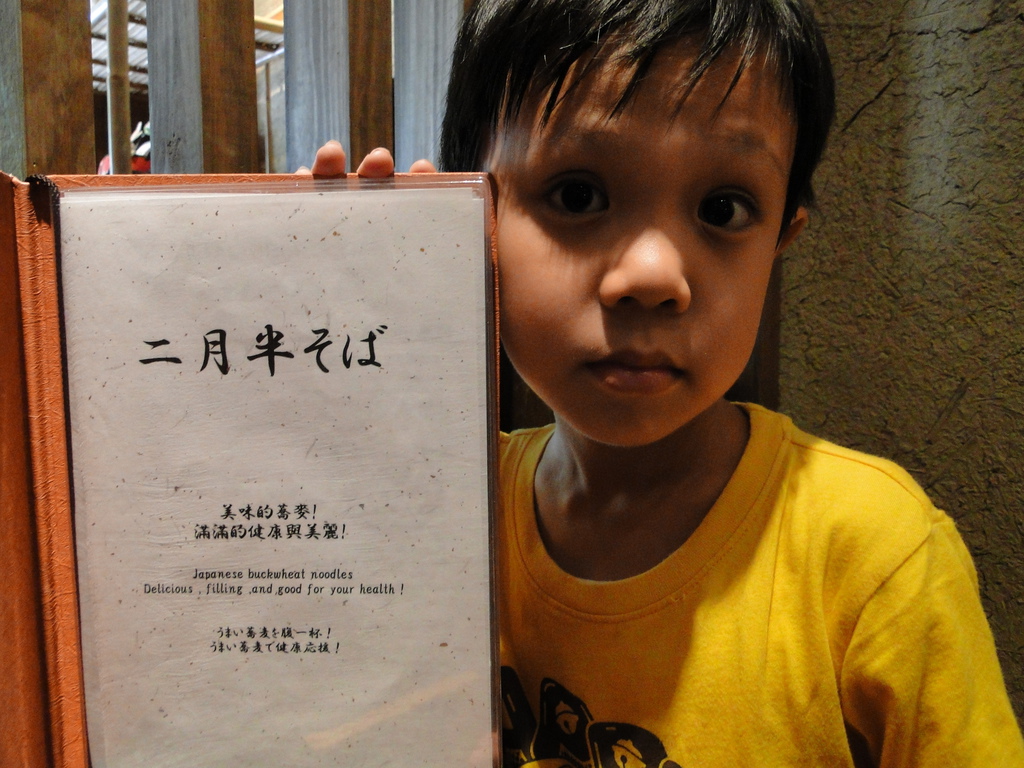 二月半そば
美味的蕎麥!
滿滿的健康與美麗!
Japanese buckwheat noodles
Delicious , filling ,and good for your health !
うまい蕎麦を腹一杯!
うまい蕎麦で健康応援!